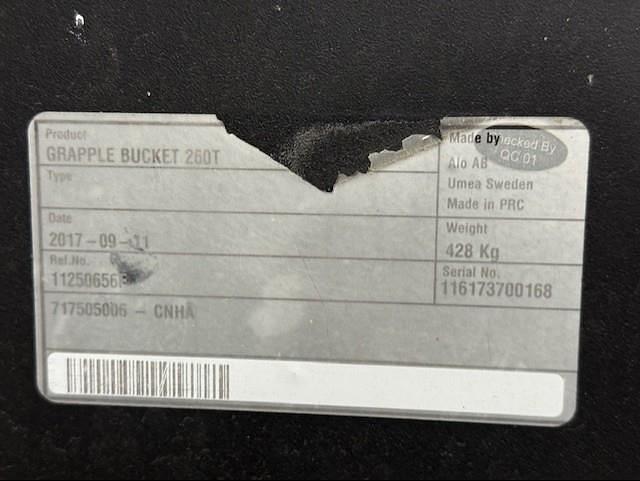 Product
GRAPPLE BUCKET 260T
Type
Date
2017-09-11
Ref.No.
11250656
717505006 - CNHA
Made by
Alo AB
Umea Sweden
Made in PRC
Checked By
QC 01
Weight
428 Kg
Serial No.
116173700168